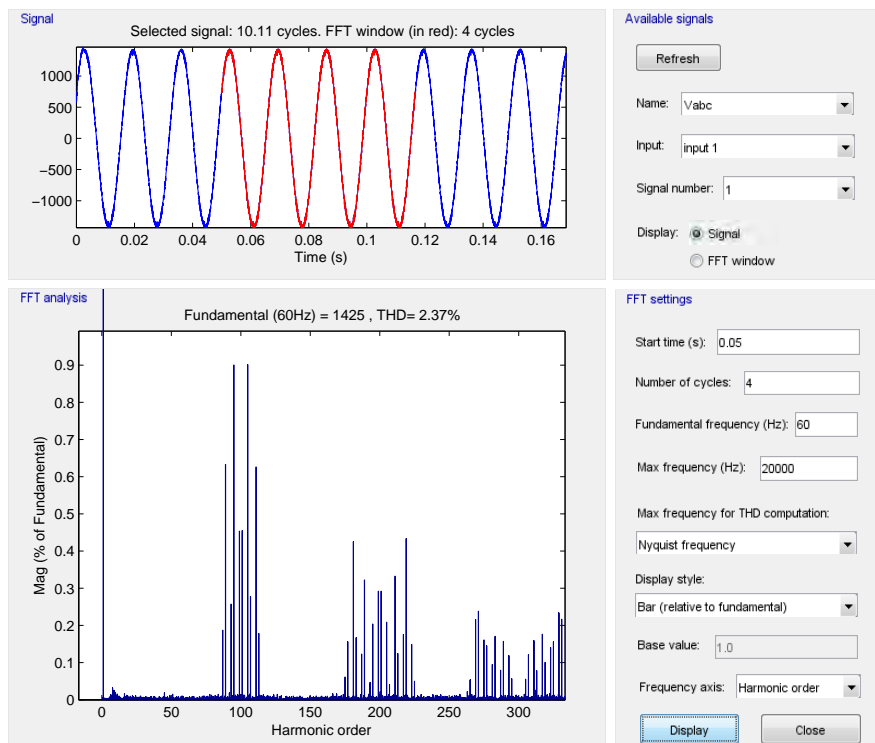 Signal
Selected signal: 10.11 cycles. FFT window (in red): 4 cycles
1000
500
0
−500
−1000
0 0.02 0.04 0.06 0.08 0.1 0.12 0.14 0.16
Time (s)
Available signals
Refresh
Name: Vabc
Input: input 1
Signal number: 1
Display: Signal
FFT window
FFT analysis
Fundamental (60Hz) = 1425 , THD= 2.37%
Mag (% of Fundamental)
0.9
0.8
0.7
0.6
0.5
0.4
0.3
0.2
0.1
0
0 50 100 150 200 250 300
Harmonic order
FFT settings
Start time (s): 0.05
Number of cycles: 4
Fundamental frequency (Hz): 60
Max frequency (Hz): 20000
Max frequency for THD computation:
Nyquist frequency
Display style:
Bar (relative to fundamental)
Base value: 1.0
Frequency axis: Harmonic order
Display Close